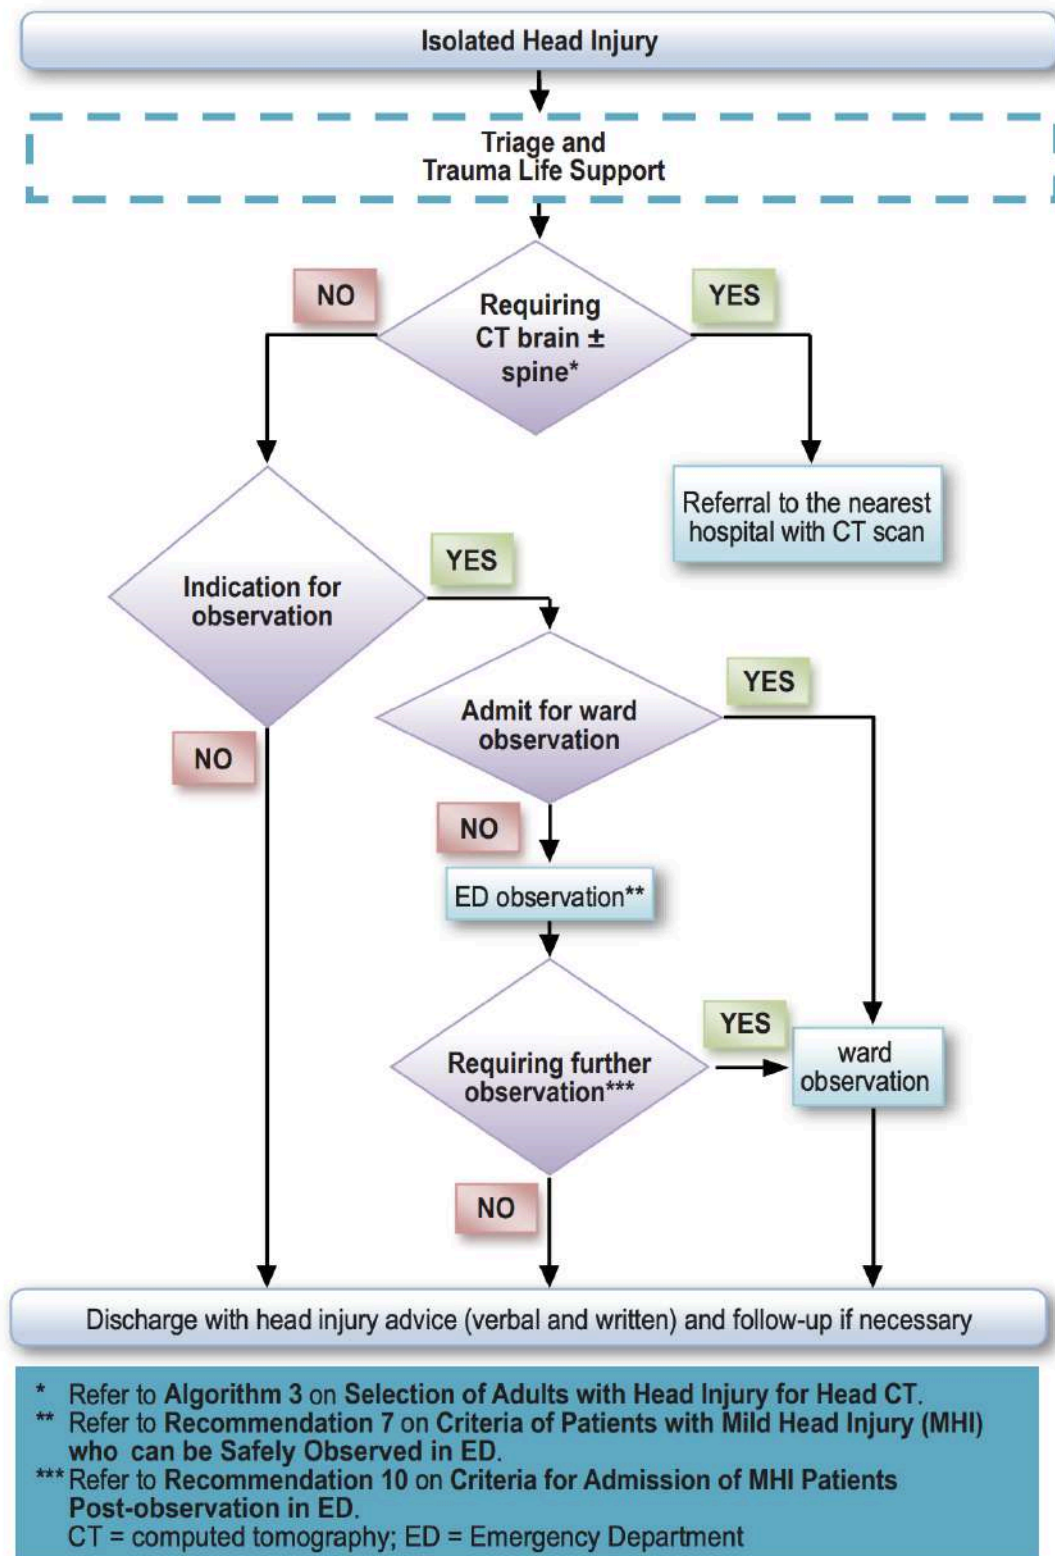 Isolated Head Injury
Triage and
Trauma Life Support
NO
Requiring
CT brain ±
spine*
YES
Referral to the nearest
hospital with CT scan
Indication for
observation
YES
NO
Admit for ward
observation
YES
NO
ED observation**
Requiring further
observation***
YES
ward
observation
NO
Discharge with head injury advice (verbal and written) and follow-up if necessary
* Refer to Algorithm 3 on Selection of Adults with Head Injury for Head CT.
** Refer to Recommendation 7 on Criteria of Patients with Mild Head Injury (MHI)
who can be Safely Observed in ED.
*** Refer to Recommendation 10 on Criteria for Admission of MHI Patients
Post-observation in ED.
CT = computed tomography; ED = Emergency Department